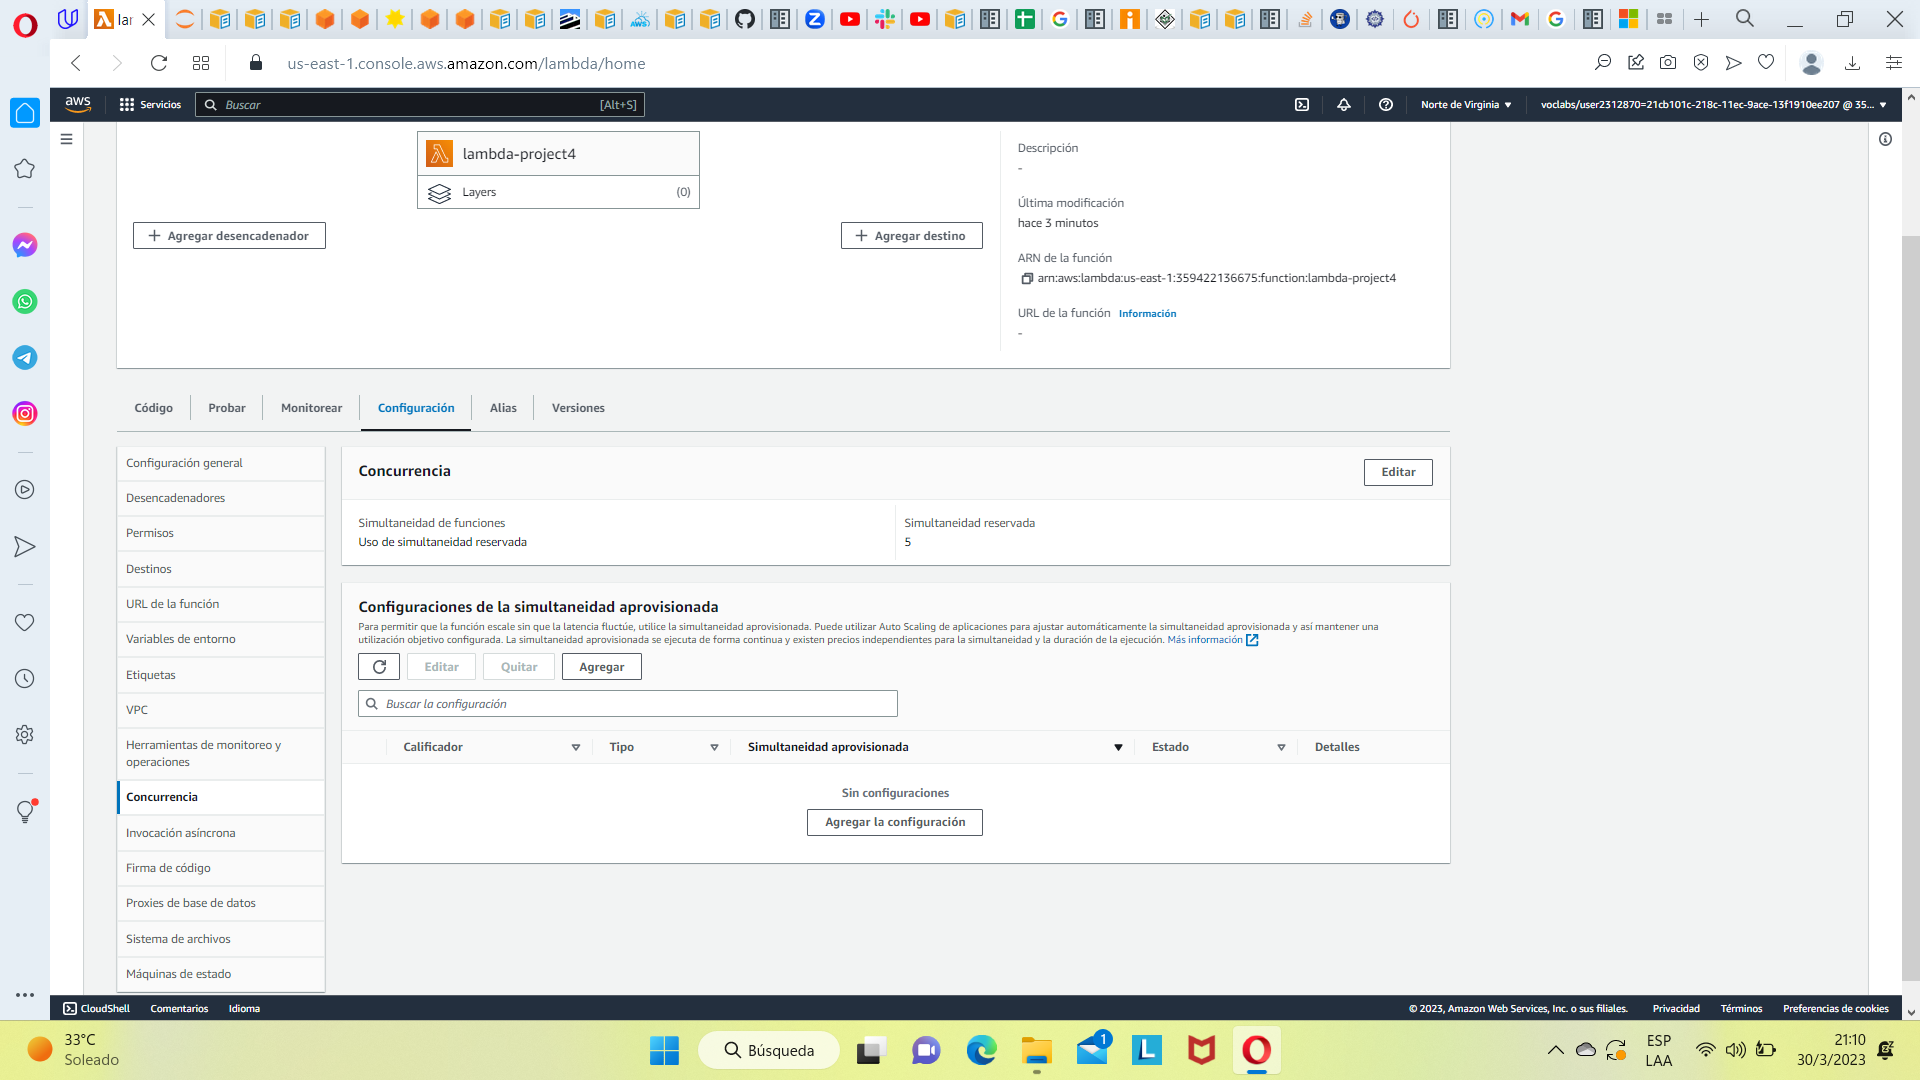 lar
us-east-1.console.aws.amazon.com/lambda/home
aws
Servicios
Buscar
[Alt+S]
Norte de Virginia
voclabs/user2312870=21cb101c-218c-11ec-9ace-13f1910ee207 @ 35...
lambda-project4
Layers
(0)
Agregar desencadenador
Agregar destino
Descripción
-
Última modificación
hace 3 minutos
ARN de la función
arn:aws:lambda:us-east-1:359422136675:function:lambda-project4
URL de la función Información
-
Código
Probar
Monitorear
Configuración
Alias
Versiones
Configuración general
Desencadenadores
Permisos
Destinos
URL de la función
Variables de entorno
Etiquetas
VPC
Herramientas de monitoreo y
operaciones
Concurrencia
Invocación asíncrona
Firma de código
Proxies de base de datos
Sistema de archivos
Máquinas de estado
Concurrencia
Editar
Simultaneidad de funciones
Uso de simultaneidad reservada
Simultaneidad reservada
5
Configuraciones de la simultaneidad aprovisionada
Para permitir que la función escale sin que la latencia fluctúe, utilice la simultaneidad aprovisionada. Puede utilizar Auto Scaling de aplicaciones para ajustar automáticamente la simultaneidad aprovisionada y así mantener una
utilización objetivo configurada. La simultaneidad aprovisionada se ejecuta de forma continua y existen precios independientes para la simultaneidad y la duración de la ejecución. Más información
Editar
Quitar
Agregar
Buscar la configuración
Calificador
Tipo
Simultaneidad aprovisionada
Estado
Detalles
Sin configuraciones
Agregar la configuración
CloudShell
Comentarios
Idioma
© 2023, Amazon Web Services, Inc. o sus filiales.
Privacidad
Términos
Preferencias de cookies
33°C
Soleado
Búsqueda
1
ESP
LAA
21:10
30/3/2023